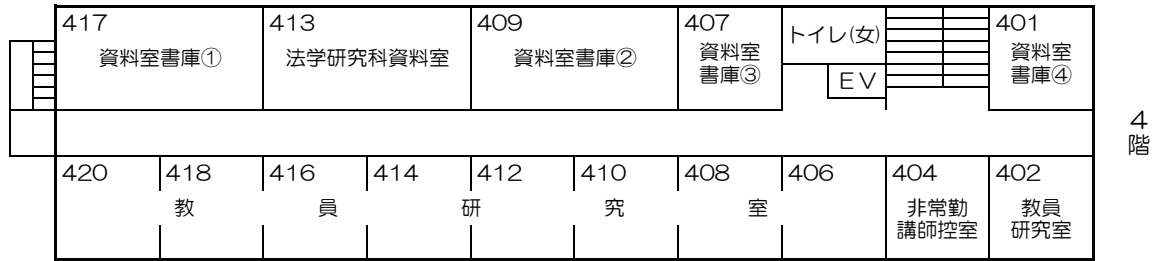 417
資料室書庫①
413
法学研究科資料室
409
資料室書庫②
407
資料室
書庫③
トイレ(女)
ＥＶ
401
資料室
書庫④
4
階
420
418
416
414
412
410
408
406
404
402
教員研究室
非常勤
講師控室
教員
研究室